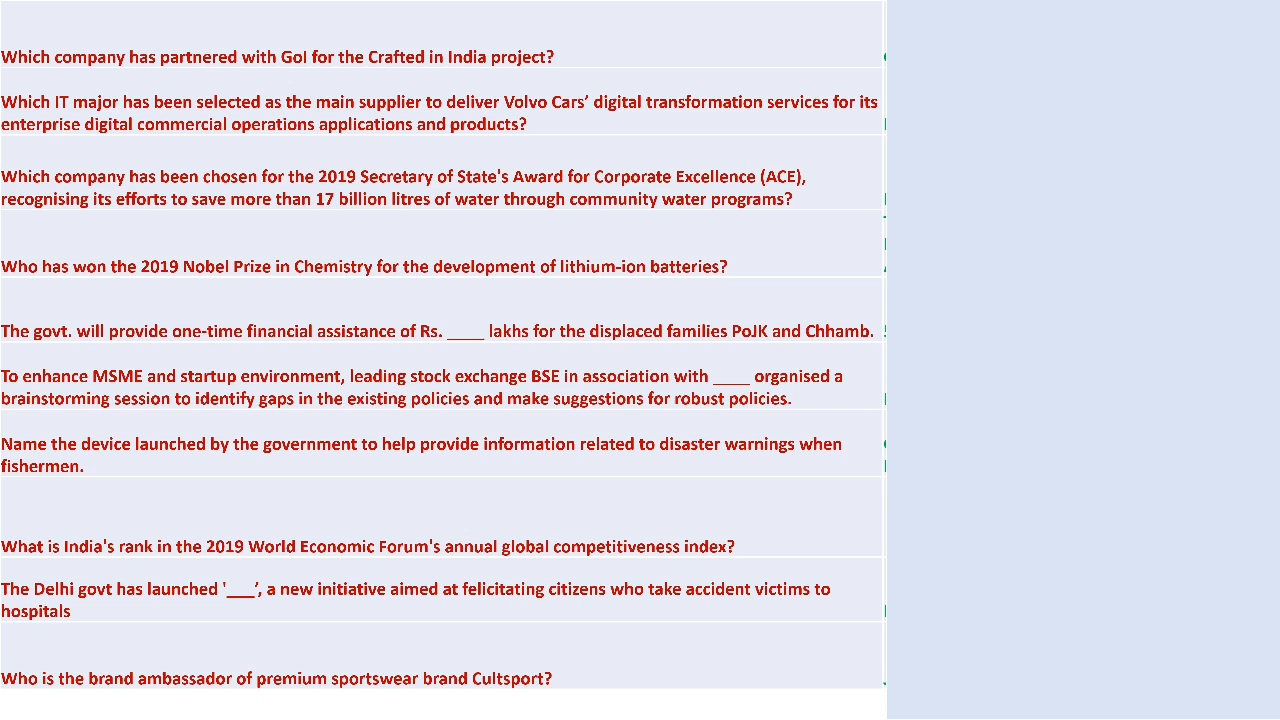 Which company has partnered with GoI for the Crafted in India project?
Which IT major has been selected as the main supplier to deliver Volvo Cars’ digital transformation services for its
enterprise digital commercial operations applications and products?
Which company has been chosen for the 2019 Secretary of State's Award for Corporate Excellence (ACE),
recognising its efforts to save more than 17 billion litres of water through community water programs?
Who has won the 2019 Nobel Prize in Chemistry for the development of lithium-ion batteries?
The govt. will provide one-time financial assistance of Rs. ____ lakhs for the displaced families PoJK and Chhamb.
To enhance MSME and startup environment, leading stock exchange BSE in association with ____ organised a
brainstorming session to identify gaps in the existing policies and make suggestions for robust policies.
Name the device launched by the government to help provide information related to disaster warnings when
fishermen.
What is India's rank in the 2019 World Economic Forum's annual global competitiveness index?
The Delhi govt has launched '___’, a new initiative aimed at felicitating citizens who take accident victims to
hospitals
Who is the brand ambassador of premium sportswear brand Cultsport?